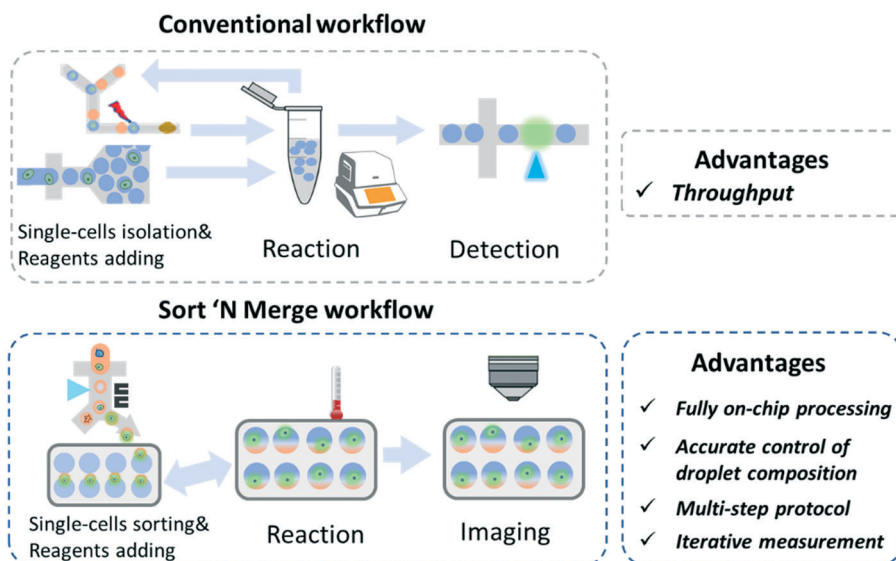 Conventional workflow
Single-cells isolation&
Reagents adding
Reaction
Detection
Advantages
✓ Throughput
Sort ‘N Merge workflow
Single-cells sorting&
Reagents adding
Reaction
Imaging
Advantages
✓ Fully on-chip processing
✓ Accurate control of
droplet composition
✓ Multi-step protocol
✓ Iterative measurement